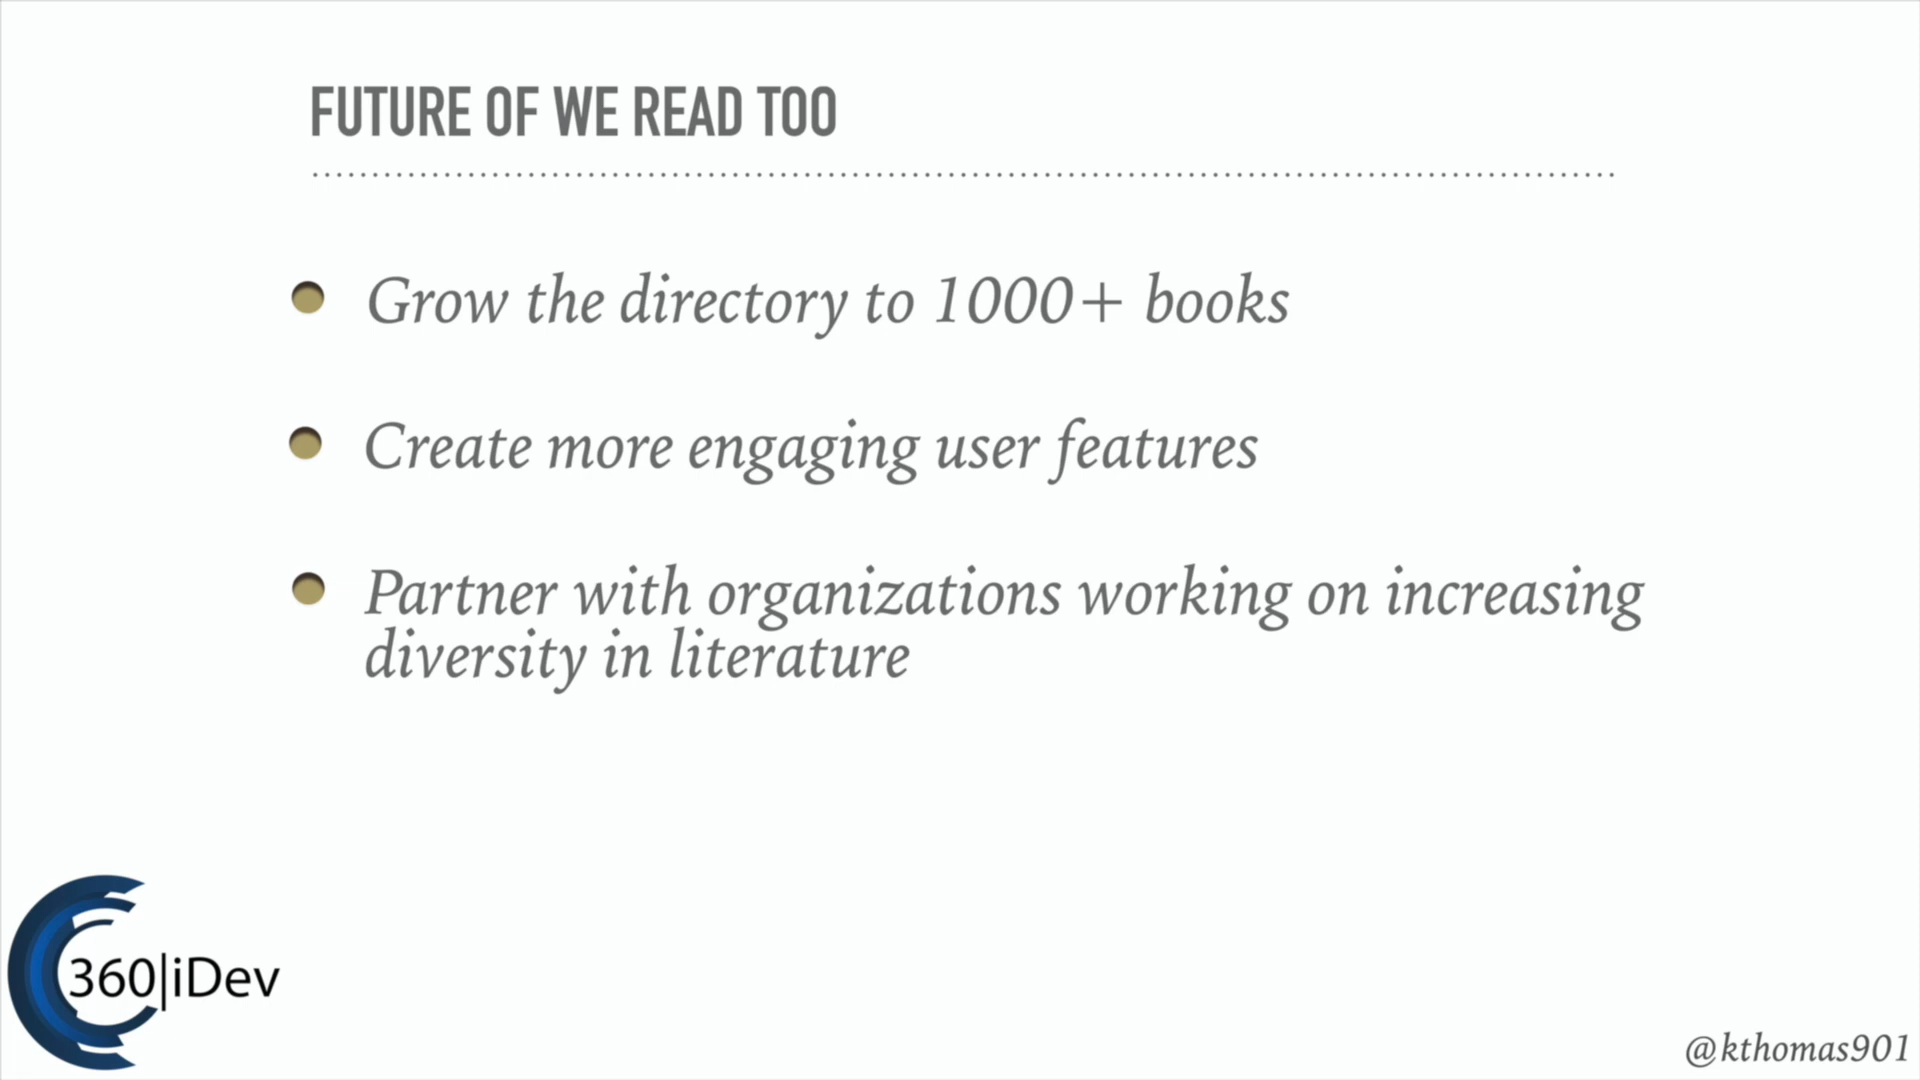 FUTURE OF WE READ TOO
Grow the directory to 1000+ books
Create more engaging user features
Partner with organizations working on increasing
diversity in literature
360|iDev
@kthomas901